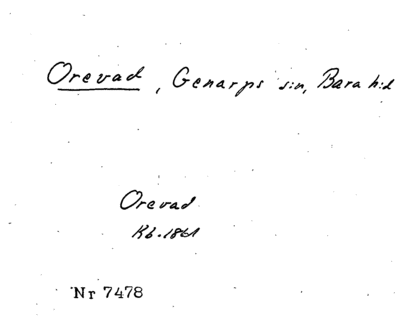 Orevad, Genarps s:n, Bara h:d
Orevad
Kb. 1861
Nr 7478